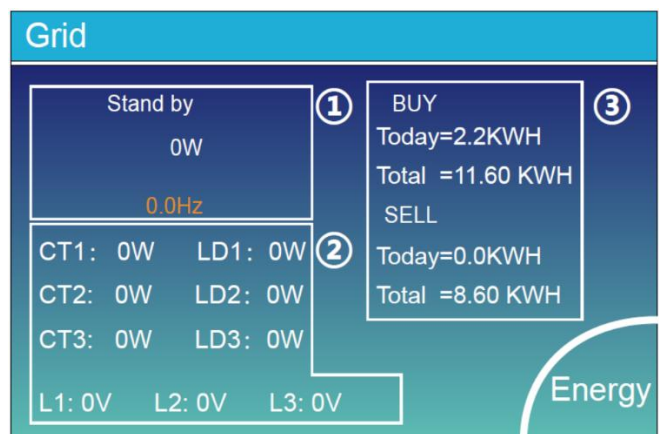 Grid
Stand by
0W
0.0Hz
①
CT1: 0W LD1: 0W
CT2: 0W LD2: 0W
CT3: 0W LD3: 0W
L1: 0V L2: 0V L3: 0V
②
BUY
Today=2.2KWH
Total =11.60 KWH
SELL
Today=0.0KWH
Total =8.60 KWH
③
Energy